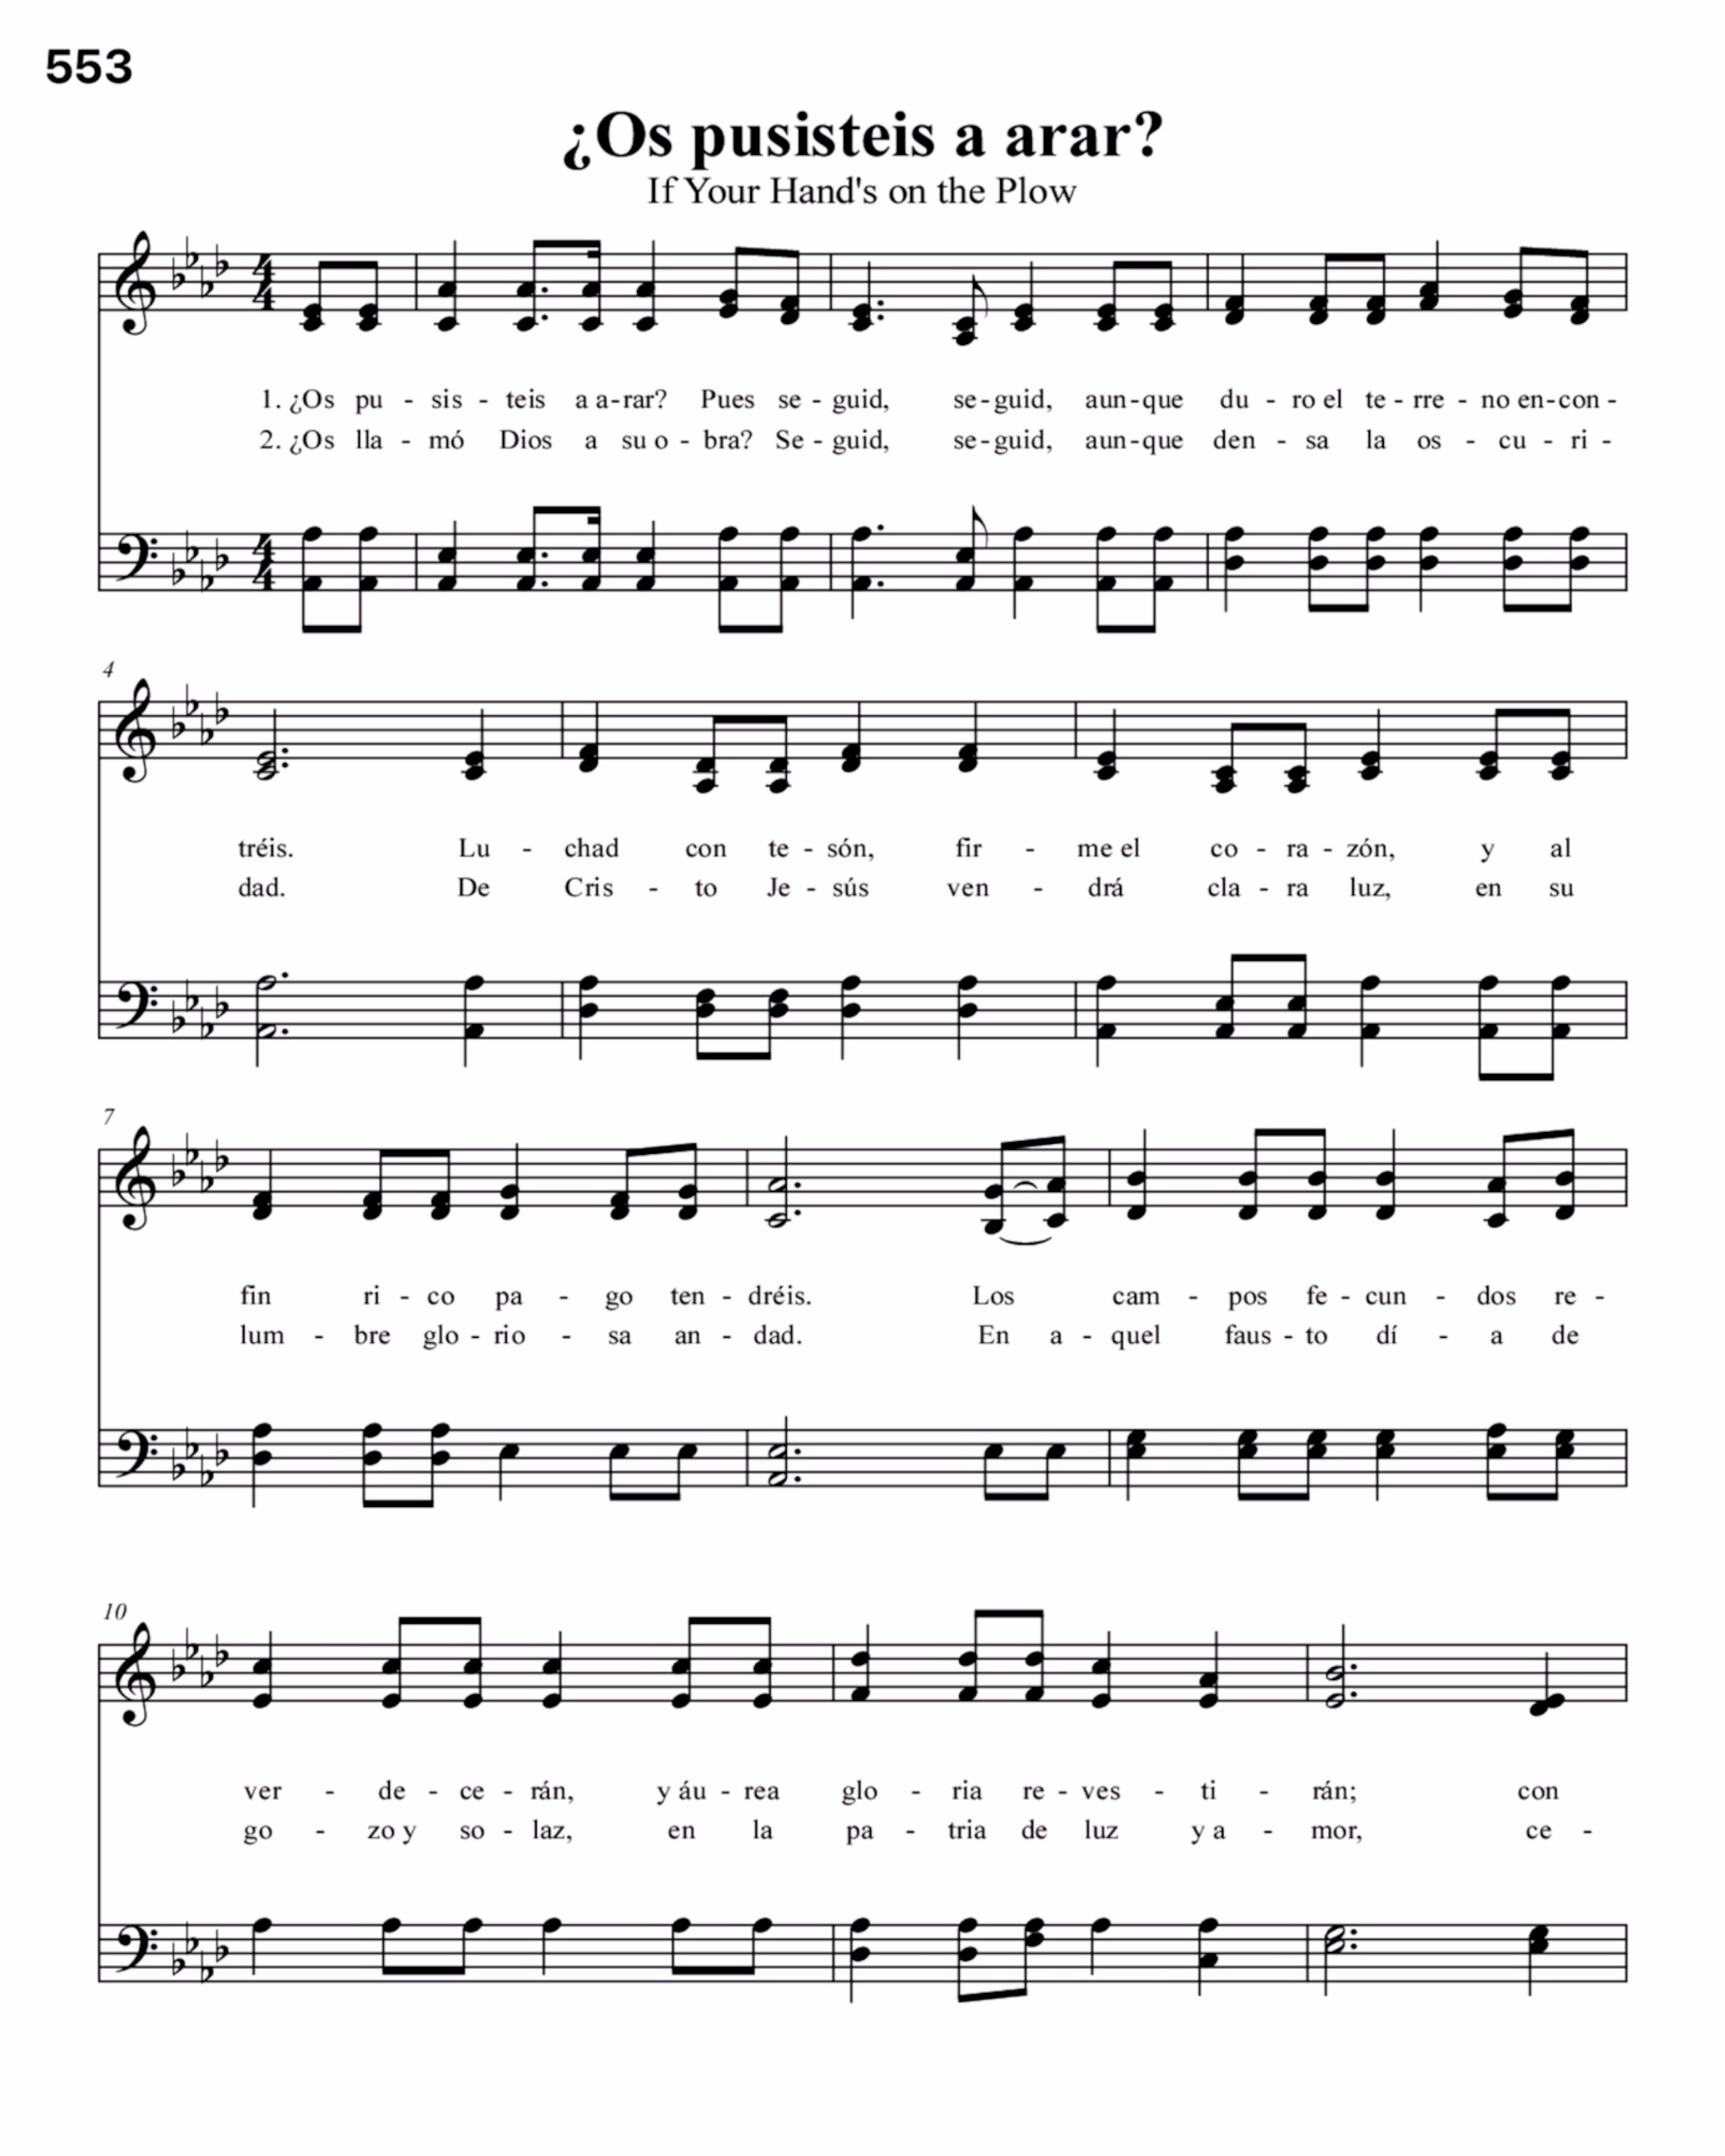 553
¿Os pusisteis a arar?
If Your Hand's on the Plow
1. ¿Os pu - sis - teis a a-rar? Pues se - guid, se-guid, aun-que du - ro el te - rre - no en-con -
2. ¿Os lla - mó Dios a su o - bra? Se - guid, se-guid, aun-que den - sa la os - cu - ri -
4
tréis. Lu - chad con te - són, fir - me el co - ra - zón, y al
dad. De Cris - to Je - sús ven - drá cla - ra luz, en su
7
fin ri - co pa - go ten - dréis. Los cam - pos fe - cun - dos re -
lum - bre glo - rio - sa an - dad. En a - quel faus - to dí - a de
10
ver - de - ce - rán, y áu - rea glo - ria re - ves - ti - rán; con
go - zo y so - laz, en la pa - tria de luz y a - mor, ce -